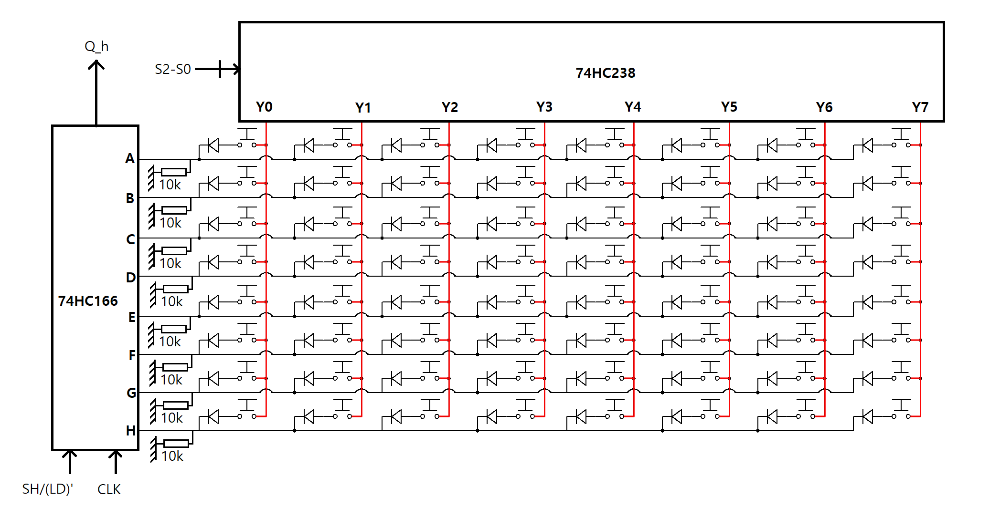 Q_h
S2-S0
74HC238
Y0 Y1 Y2 Y3 Y4 Y5 Y6 Y7
A
10k
B
10k
C
10k
D
10k
74HC166
E
10k
F
10k
G
10k
H
10k
SH/(LD)' CLK